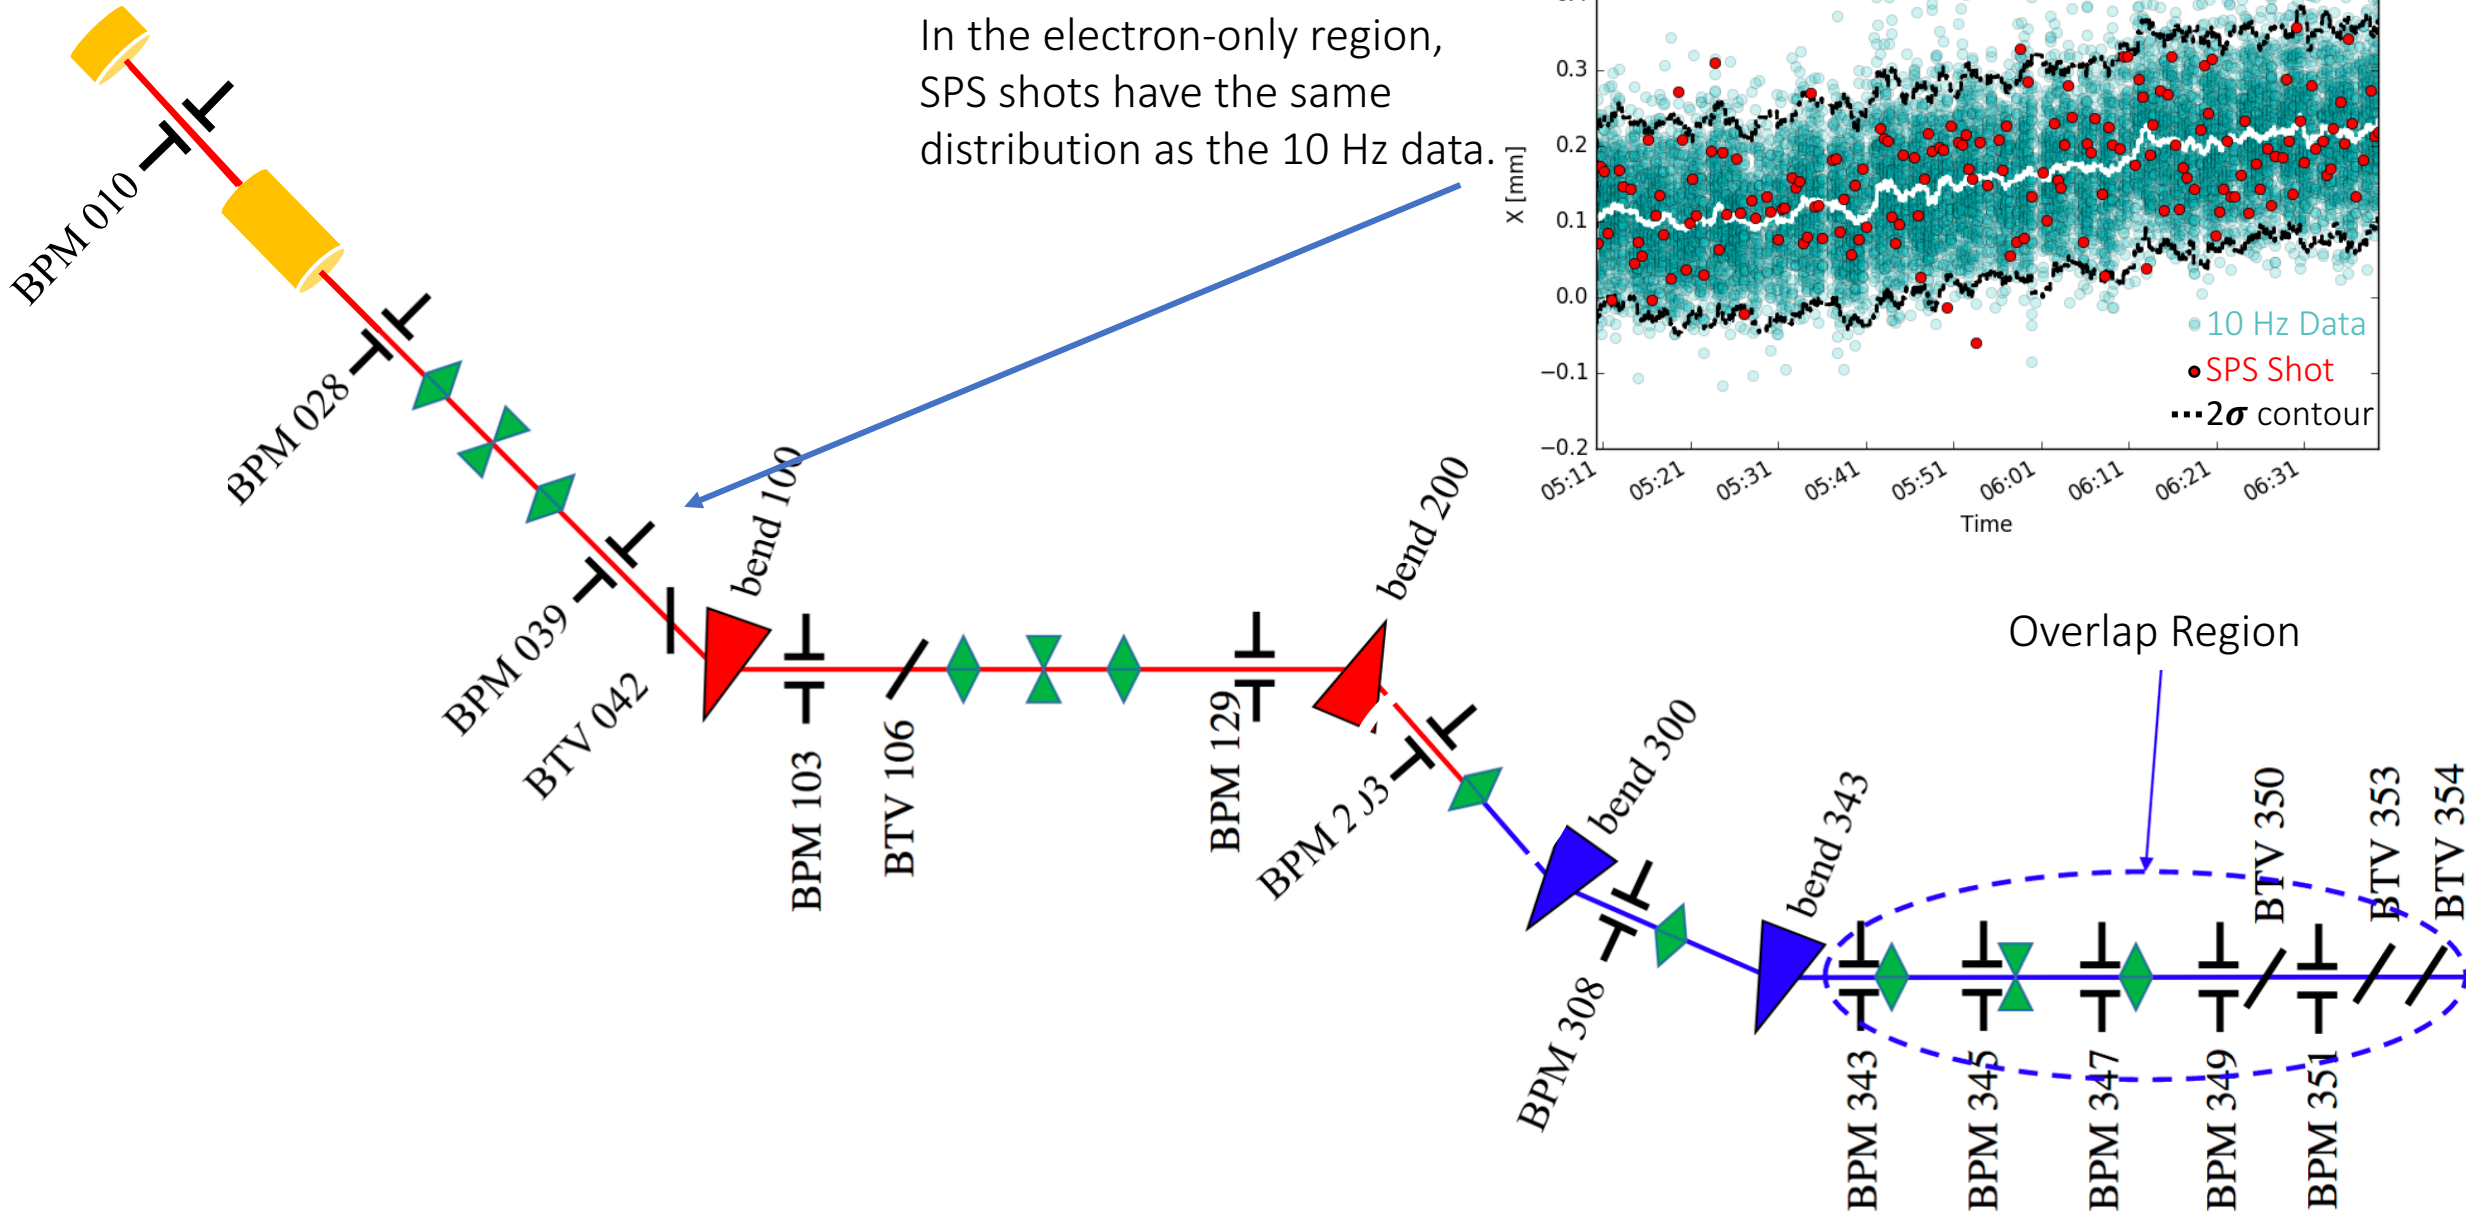 In the electron-only region,
SPS shots have the same
distribution as the 10 Hz data.
X [mm]
0.3
0.2
0.1
0.0
−0.1
−0.2
10 Hz Data
SPS Shot
2σ contour
05:11
05:21
05:31
05:41
05:51
06:01
06:11
06:21
06:31
Time
BPM 010
BPM 028
BPM 039
BTV 042
bend 100
BPM 103
BTV 106
BPM 129
bend 200
bend 300
BPM 308
bend 343
Overlap Region
BPM 343
BPM 345
BPM 347
BPM 349
BTV 350
BPM 351
BTV 353
BTV 354